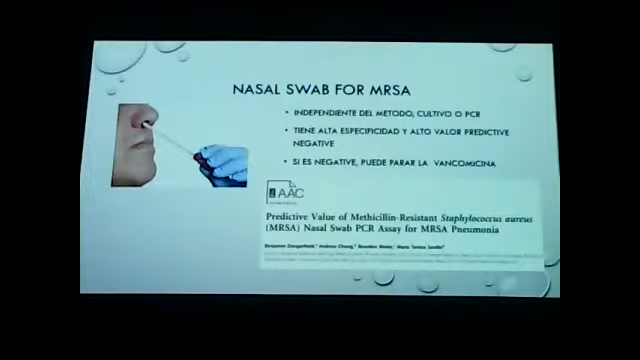 NASAL SWAB FOR MRSA
• INDEPENDIENTE DEL METODO, CULTIVO O PCR
• TIENE ALTA ESPECIFICIDAD Y ALTO VALOR PREDICTIVE
NEGATIVE
• SI ES NEGATIVE, PUEDE PARAR LA VANCOMICINA
AAC
Predictive Value of Methicillin-Resistant Staphylococcus aureus
(MRSA) Nasal Swab PCR Assay for MRSA Pneumonia